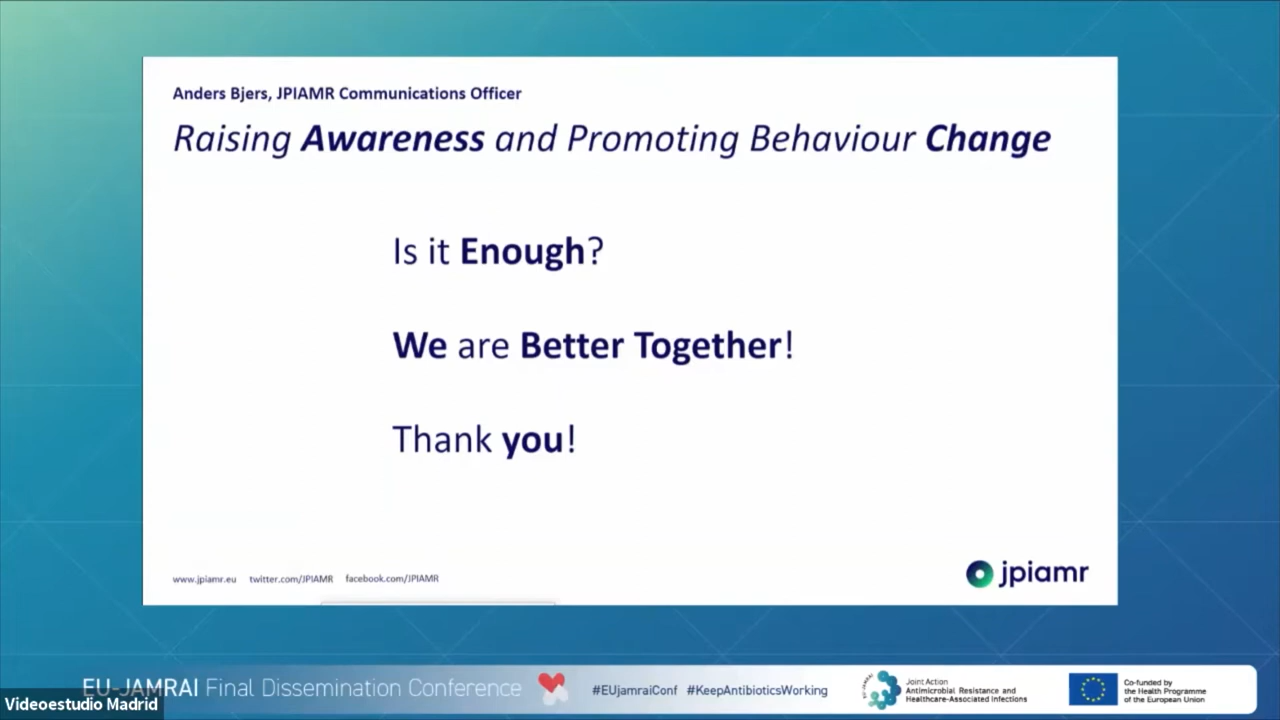 Anders Bjers, JPIAMR Communications Officer
Raising Awareness and Promoting Behaviour Change
Is it Enough?
We are Better Together!
Thank you!
www.jpiamr.eu twitter.com/JPIAMR facebook.com/JPIAMR
jpiamr
EU-JAMRAI Final Dissemination Conference
#EUjamraiConf #KeepAntibioticsWorking
EU-JAMRAI
Joint Action
Antimicrobial Resistance and
Healthcare-Associated Infections
Co-funded by
the Health Programme
of the European Union
Videoestudio Madrid